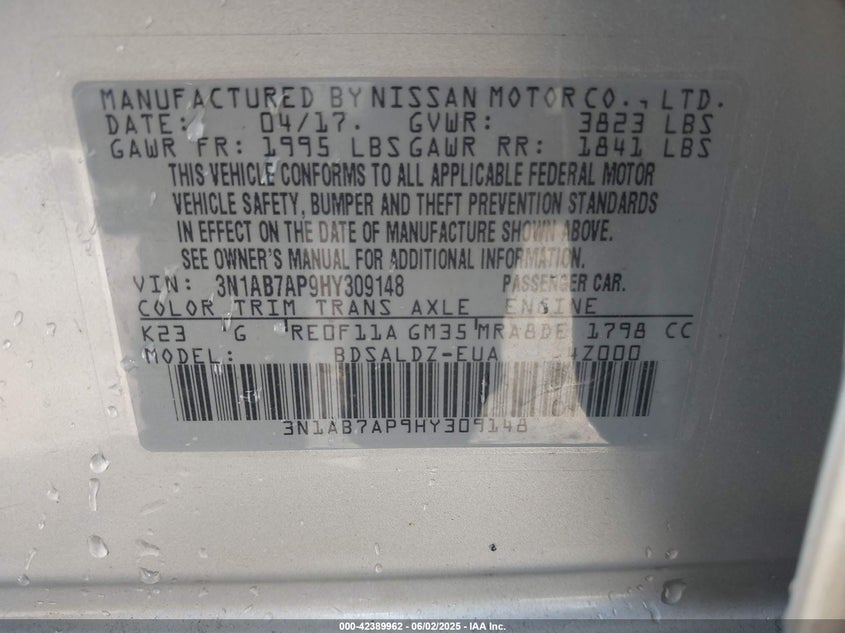 MANUFACTURED BY NISSAN MOTOR CO., LTD.
DATE: 04/17. GVWR: 3823 LBS
GAWR FR: 1995 LBS GAWR RR: 1841 LBS
THIS VEHICLE CONFORMS TO ALL APPLICABLE FEDERAL MOTOR
VEHICLE SAFETY, BUMPER AND THEFT PREVENTION STANDARDS
IN EFFECT ON THE DATE OF MANUFACTURE SHOWN ABOVE.
SEE OWNER'S MANUAL FOR ADDITIONAL INFORMATION.
VIN: 3N1AB7AP9HY309148 PASSENGER CAR.
COLOR TRIM TRANS AXLE ENGINE
K23 G RE0F11A GM35 MRA8DE 1798 CC
MODEL: BDSALDZ-EUA
3N1AB7AP9HY309148
000-42389962 - 06/02/2025 - IAA Inc.